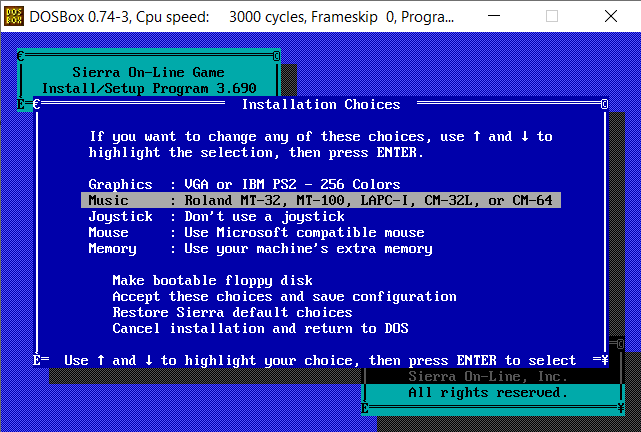 DOSBox 0.74-3, Cpu speed: 3000 cycles, Frameskip 0, Progra...
Sierra On-Line Game
Install/Setup Program 3.690
Installation Choices
If you want to change any of these choices, use ↑ and ↓ to
highlight the selection, then press ENTER.
Graphics : VGA or IBM PS2 - 256 Colors
Music : Roland MT-32, MT-100, LAPC-I, CM-32L, or CM-64
Joystick : Don't use a joystick
Mouse : Use Microsoft compatible mouse
Memory : Use your machine's extra memory
Make bootable floppy disk
Accept these choices and save configuration
Restore Sierra default choices
Cancel installation and return to DOS
Use ↑ and ↓ to highlight your choice, then press ENTER to select
Sierra On-Line, Inc.
All rights reserved.